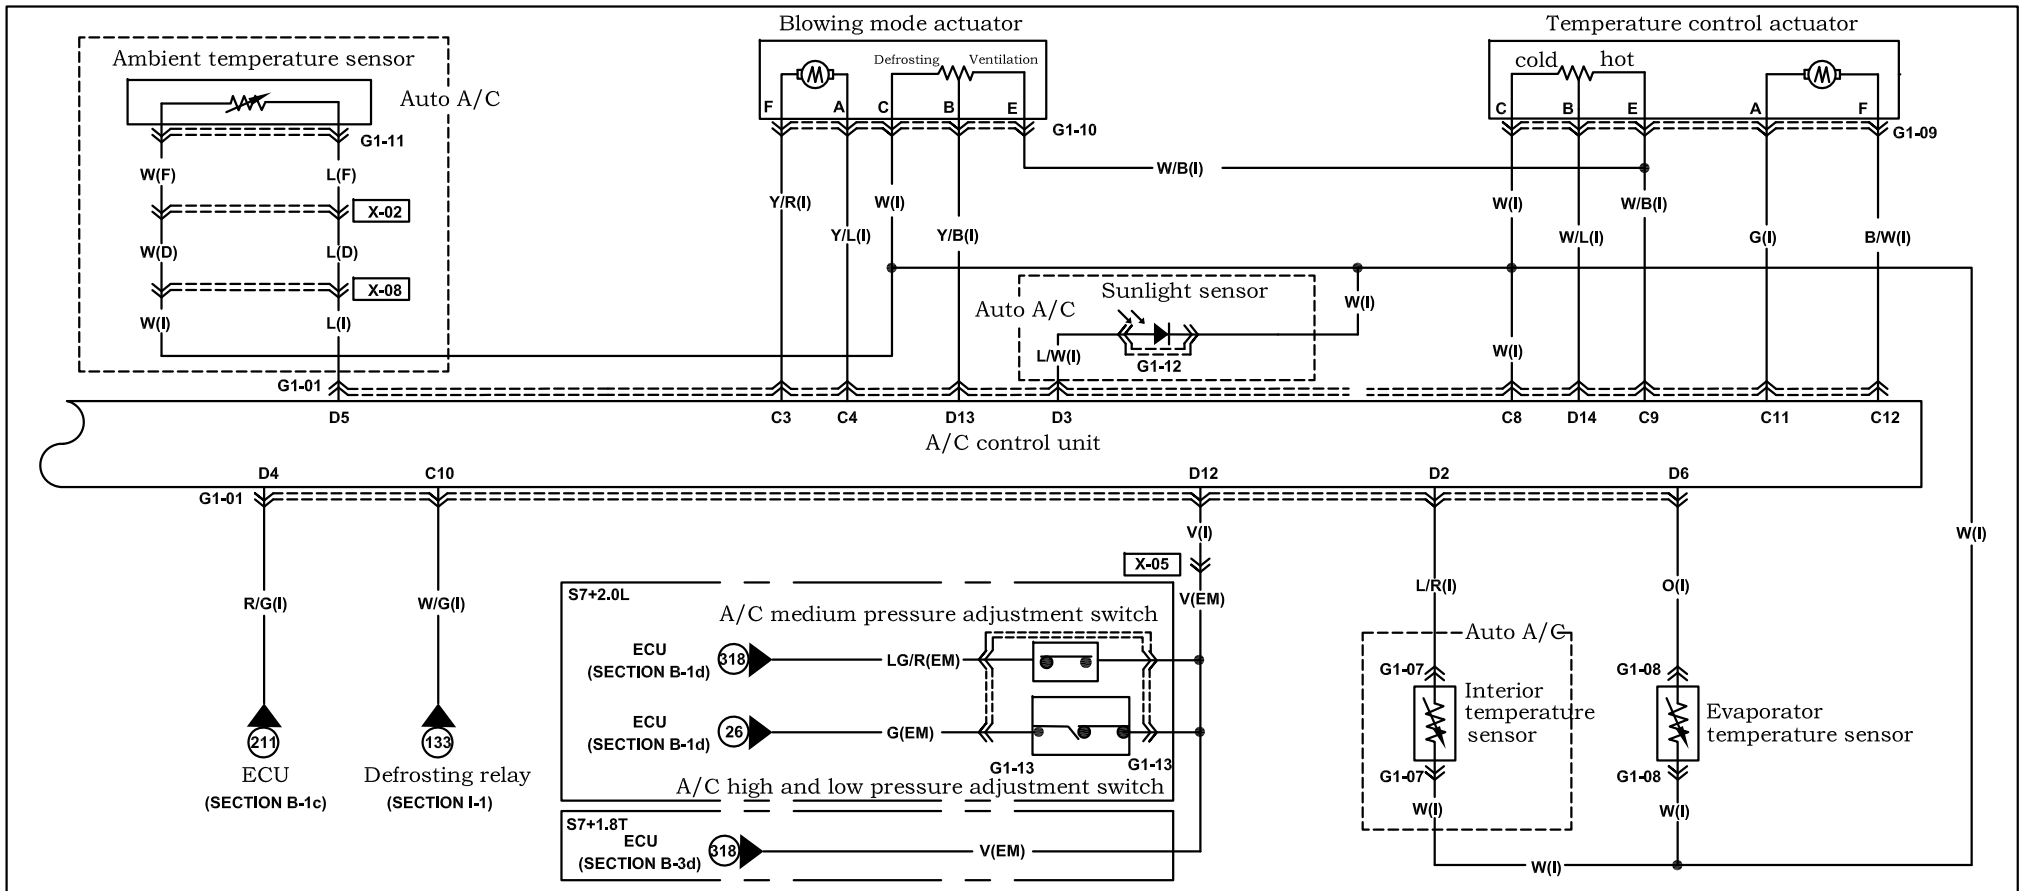 Blowing mode actuator
Temperature control actuator
Ambient temperature sensor
Auto A/C
G1-11
W(F)
L(F)
X-02
W(D)
L(D)
X-08
W(I)
L(I)
G1-01
M
Defrosting
Ventilation
F
A
C
B
E
G1-10
cold
hot
M
C
B
E
A
F
G1-09
W/B(I)
Y/R(I)
Y/L(I)
W(I)
Y/B(I)
W(I)
W/L(I)
W/B(I)
G(I)
B/W(I)
Sunlight sensor
Auto A/C
L/W(I)
G1-12
W(I)
W(I)
D5
C3
C4
D13
D3
C8
D14
C9
C11
C12
A/C control unit
D4
C10
D12
D2
D6
G1-01
R/G(I)
W/G(I)
211
133
ECU
(SECTION B-1c)
Defrosting relay
(SECTION I-1)
V(I)
X-05
V(EM)
S7+2.0L
A/C medium pressure adjustment switch
ECU
(SECTION B-1d)
318
LG/R(EM)
ECU
(SECTION B-1d)
26
G(EM)
G1-13
G1-13
A/C high and low pressure adjustment switch
S7+1.8T
ECU
(SECTION B-3d)
318
V(EM)
L/R(I)
O(I)
W(I)
Auto A/C
G1-07
Interior
temperature
sensor
G1-07
W(I)
G1-08
Evaporator
temperature sensor
G1-08
W(I)
W(I)